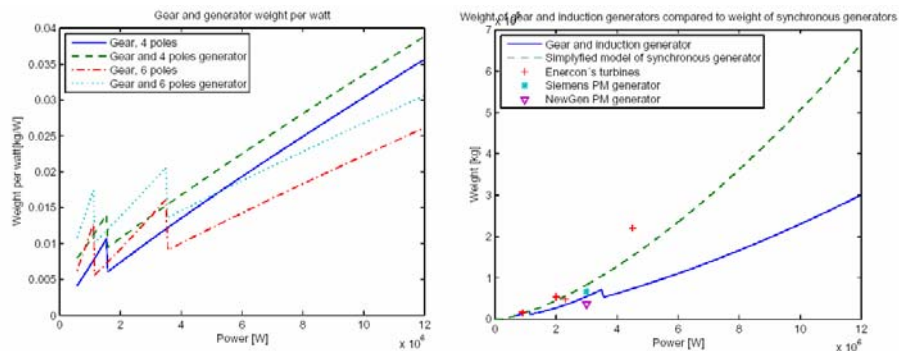 Gear and generator weight per watt
0.04
0.035
0.03
0.025
0.02
0.015
0.01
0.005
0
Weight per watt[kg/W]
Gear, 4 poles
Gear and 4 poles generator
Gear, 6 poles
Gear and 6 poles generator
0 2 4 6 8 10 12
Power [W]
x 10⁶
Weight of gear and induction generators compared to weight of synchronous generators
x 10⁵
7
6
5
4
3
2
1
0
Weight [kg]
Gear and induction generator
Simplyfied model of synchronous generator
Enercon´s turbines
Siemens PM generator
NewGen PM generator
0 2 4 6 8 10 12
Power [W]
x 10⁶